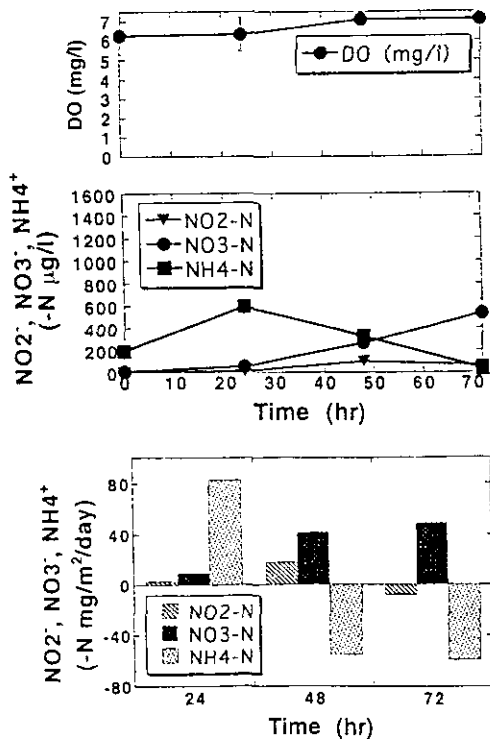 DO (mg/l)
7
6
5
4
3
2
1
0
DO (mg/l)
NO2⁻, NO3⁻, NH4⁺
(-N µg/l)
1600
1400
1200
1000
800
600
400
200
0
NO2-N
NO3-N
NH4-N
0 10 20 30 40 50 60 70
Time (hr)
NO2⁻, NO3⁻, NH4⁺
(-N mg/m²/day)
80
40
0
-40
-80
NO2-N
NO3-N
NH4-N
24 48 72
Time (hr)